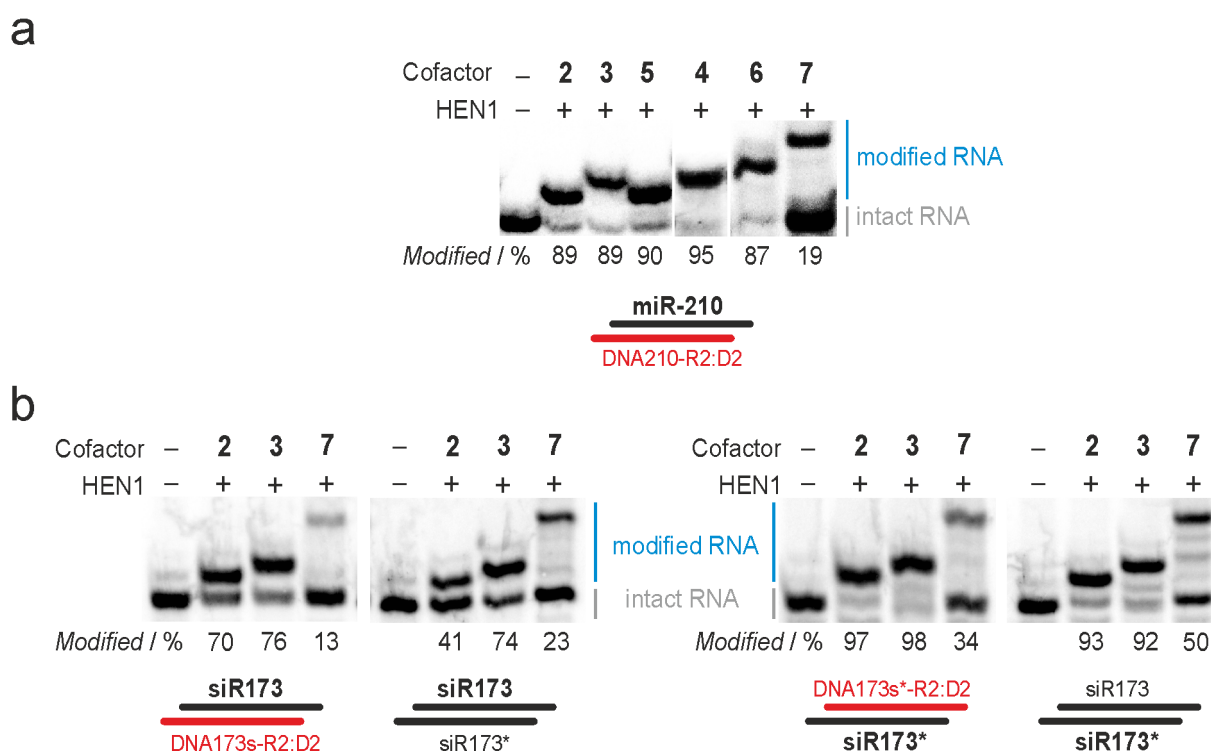 a
Cofactor – 2 3 5 4 6 7
HEN1 – + + + + + +
modified RNA
intact RNA
Modified / % 89 89 90 95 87 19
miR-210
DNA210-R2:D2
b
Cofactor – 2 3 7 – 2 3 7 Cofactor – 2 3 7 – 2 3 7
HEN1 – + + + – + + + HEN1 – + + + – + + +
modified RNA
intact RNA
Modified / % 70 76 13 41 74 23 Modified / % 97 98 34 93 92 50
siR173 siR173 DNA173s*-R2:D2 siR173
DNA173s-R2:D2 siR173* siR173* siR173*